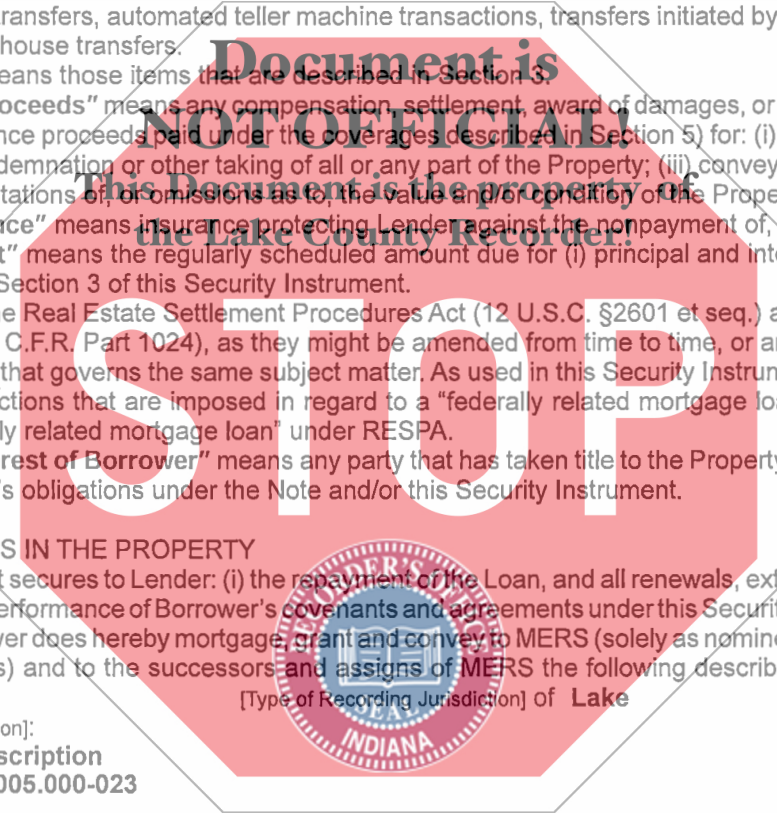 ransfers, automated teller machine transactions, transfers initiated by
house transfers.
Document is
eans those items that are described in Section 3.
oceeds” means any compensation, settlement, award of damages, or
NOT OFFICIAL!
nce proceeds paid under the coverages described in Section 5) for: (i)
demnation or other taking of all or any part of the Property; (iii) convey
This Document is the property of
tations of, or omissions as to, the value and/or condition of the Prope
ace” means insurance protecting Lender against the nonpayment of,
the Lake County Recorder!
t” means the regularly scheduled amount due for (i) principal and inte
Section 3 of this Security Instrument.
e Real Estate Settlement Procedures Act (12 U.S.C. §2601 et seq.) a
C.F.R. Part 1024), as they might be amended from time to time, or a
that governs the same subject matter. As used in this Security Instrum
STOP
ctions that are imposed in regard to a “federally related mortgage loa
ly related mortgage loan” under RESPA.
rest of Borrower” means any party that has taken title to the Property,
's obligations under the Note and/or this Security Instrument.
S IN THE PROPERTY
t secures to Lender: (i) the repayment of the Loan, and all renewals, ext
erformance of Borrower's covenants and agreements under this Securit
ver does hereby mortgage, grant and convey to MERS (solely as nomine
s) and to the successors and assigns of MERS the following describ
[Type of Recording Jurisdiction] of Lake
RECORDER'S OFFICE
SEAL
INDIANA
on]:
scription
005.000-023